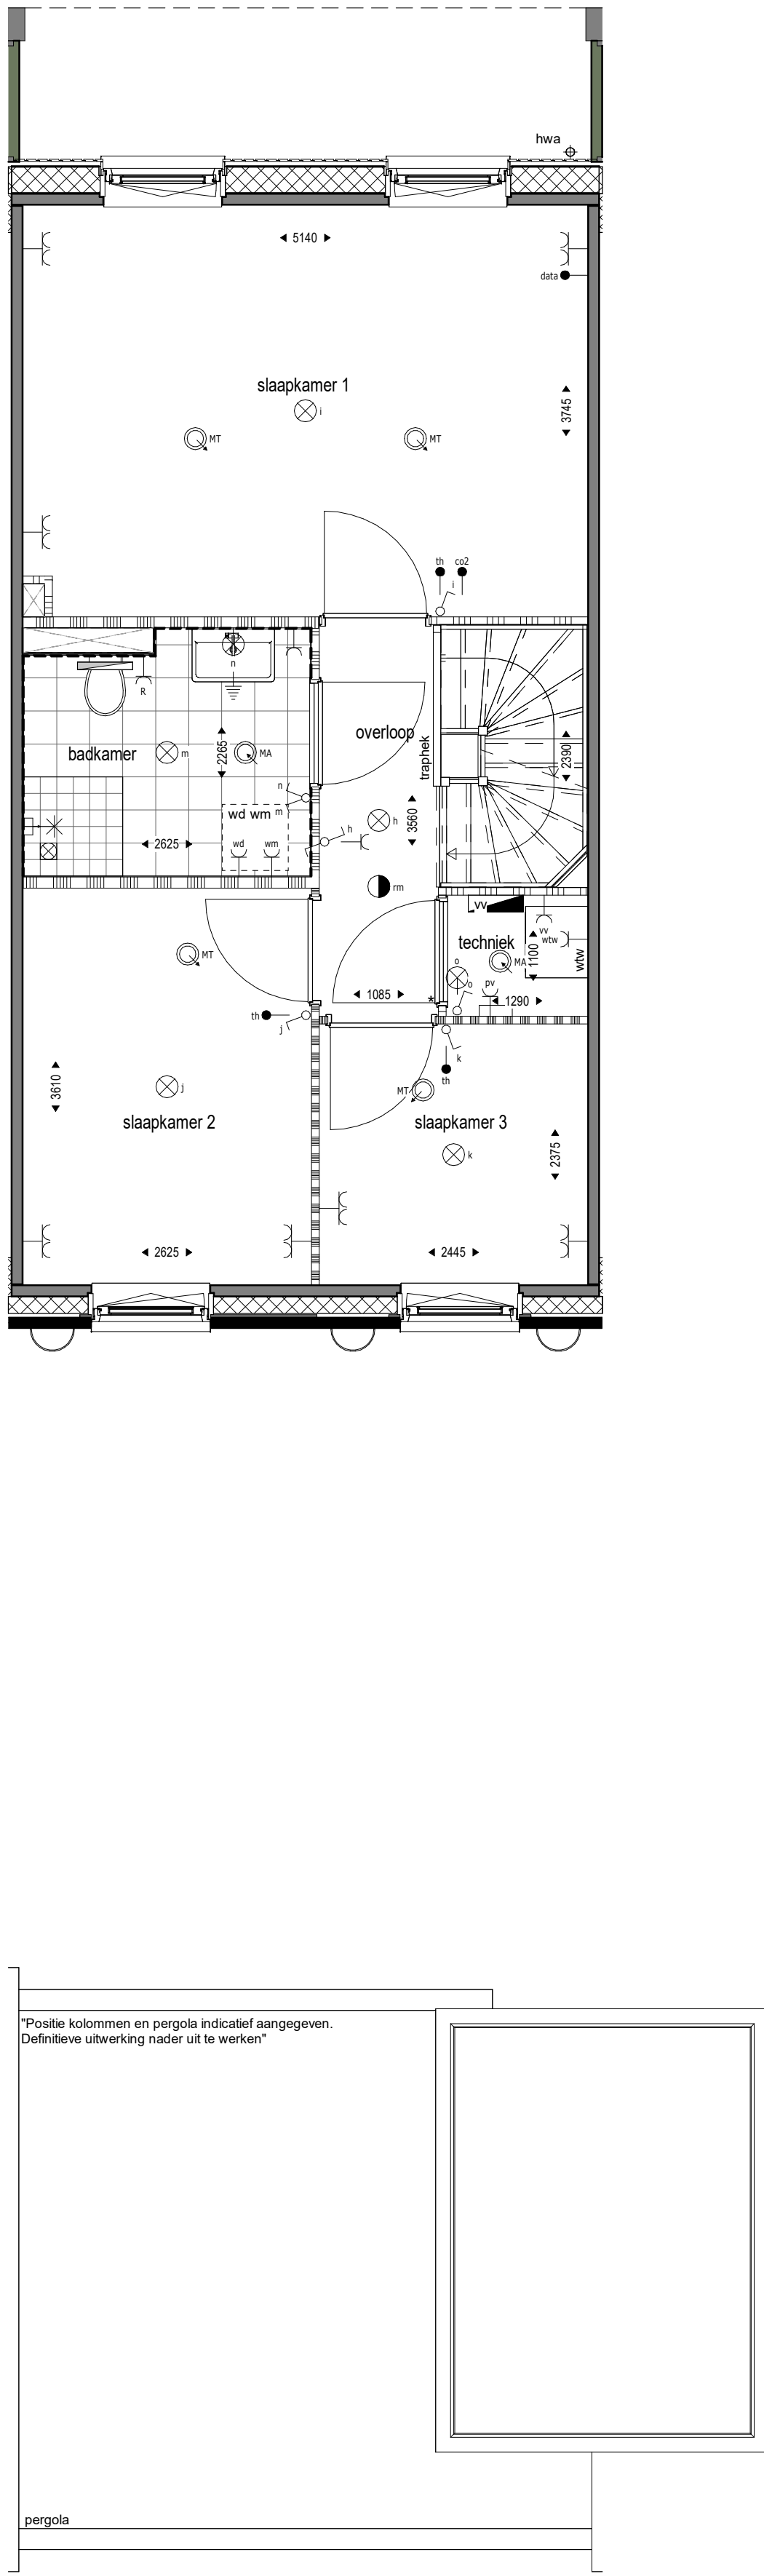 hwa
5140
data
slaapkamer 1
i
3745
MT
MT
th
co2
i
n
R
badkamer
m
2265
MA
overloop
traphek
2390
n
m
wd wm
h
3560
h
2625
wd
wm
rm
vv
techniek
vv
wtw
wtw
MT
MA
1100
o
o
pv
1085
*
1290
th
j
k
th
3610
j
MT
slaapkamer 2
slaapkamer 3
k
2375
2625
2445
"Positie kolommen en pergola indicatief aangegeven.
Definitieve uitwerking nader uit te werken"
pergola